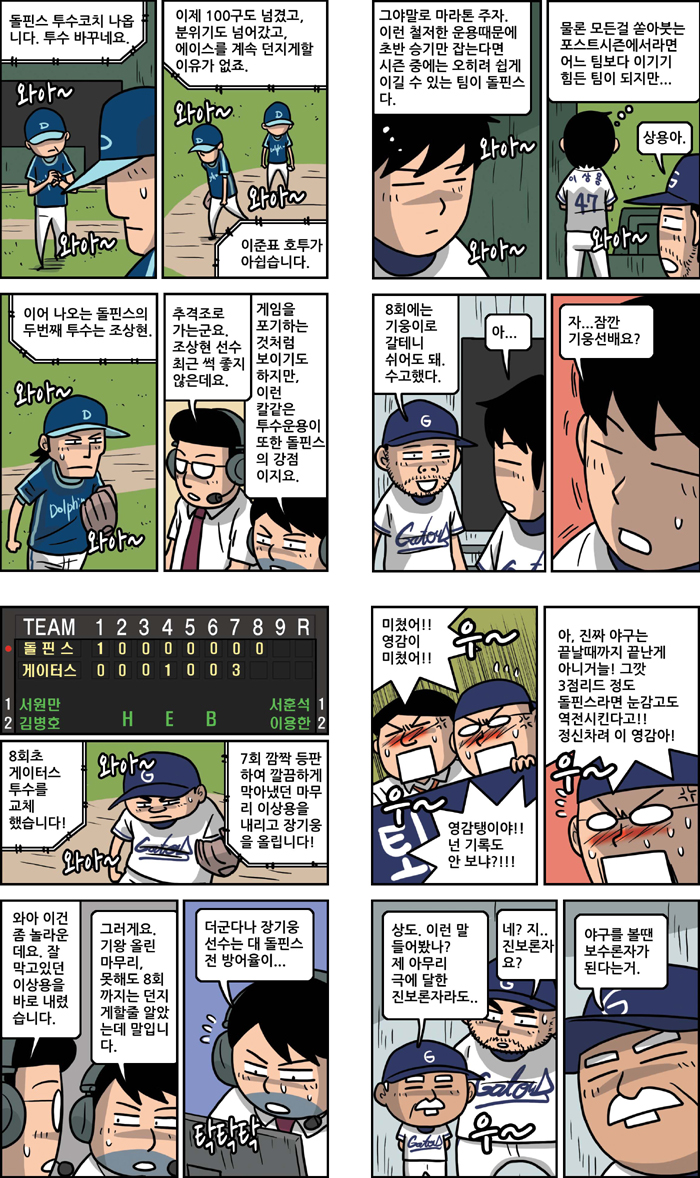 돌핀스 투수코치 나옵
니다. 투수 바꾸네요.
와아~
D
와아~
이제 100구도 넘겼고,
분위기도 넘어갔고,
에이스를 계속 던지게할
이유가 없죠.
와아~
D
D
와아~
이준표 호투가
아쉽습니다.
이어 나오는 돌핀스의
두번째 투수는 조상현.
와아~
D
Dolphin
와아~
추격조로
가는군요.
조상현 선수
최근 썩 좋지
않은데요.
게임을
포기하는
것처럼
보이기도
하지만,
이런
칼같은
투수운용이
또한 돌핀스
의 강점
이지요.
그야말로 마라톤 주자.
이런 철저한 운용때문에
초반 승기만 잡는다면
시즌 중에는 오히려 쉽게
이길 수 있는 팀이 돌핀스
다.
와아~
와아~
물론 모든걸 쏟아붓는
포스트시즌에서라면
어느 팀보다 이기기
힘든 팀이 되지만...
상용아.
이상용
47
G
와아~
8회에는
기웅이로
갈테니
쉬어도 돼.
수고했다.
아...
G
Gators
자...잠깐
기웅선배요?
TEAM 1 2 3 4 5 6 7 8 9 R
돌핀스 1 0 0 0 0 0 0 0
게이터스 0 0 0 1 0 0 3
1 서원만 서훈석 1
2 김병호 H E B 이용한 2
8회초
게이터스
투수를
교체
했습니다!
와아~
G
Gators
와아~
7회 깜짝 등판
하여 깔끔하게
막아냈던 마무
리 이상용을
내리고 장기웅
을 올립니다!
와아 이건
좀 놀라운
데요. 잘
막고있던
이상용을
바로 내렸
습니다.
그러게요.
기왕 올린
마무리,
못해도 8회
까지는 던지
게할줄 알았
는데 말입니
다.
더군다나 장기웅
선수는 대 돌핀스
전 방어율이...
탁탁탁
미쳤어!!
영감이
미쳤어!!
우~
우~
퇴
영감탱이야!!
넌 기록도
안 보냐?!!!
아, 진짜 야구는
끝날때까지 끝난게
아니거늘! 그깟
3점리드 정도
돌핀스라면 눈감고도
역전시킨다고!!
정신차려 이 영감아!
우~
상도. 이런 말
들어봤나?
제 아무리
극에 달한
진보론자라도..
네? 지..
진보론자
요?
G
Gators
Gators
우~
야구를 볼땐
보수론자가
된다는거.
G